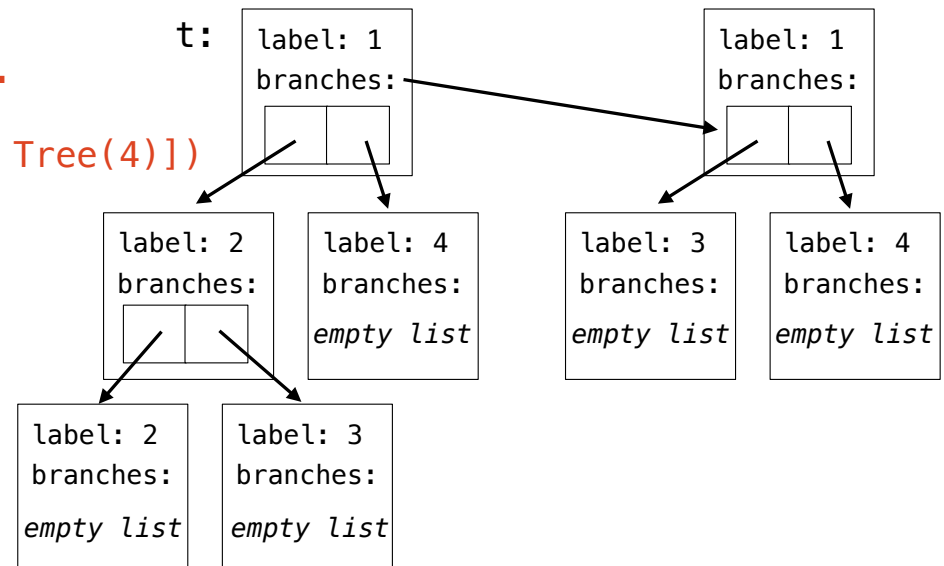 t:
label: 1
branches:
label: 1
branches:
.
Tree(4)])
label: 2
branches:
label: 4
branches:
empty list
label: 3
branches:
empty list
label: 4
branches:
empty list
label: 2
branches:
empty list
label: 3
branches:
empty list